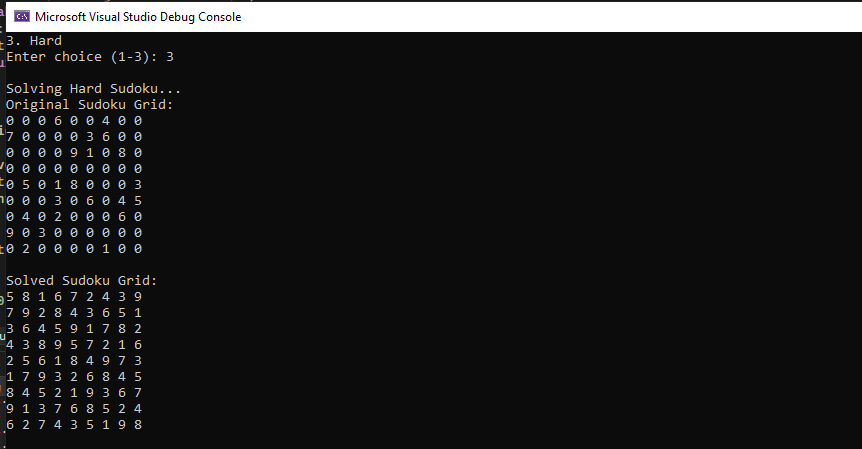 Microsoft Visual Studio Debug Console
3. Hard
Enter choice (1-3): 3
Solving Hard Sudoku...
Original Sudoku Grid:
0 0 0 6 0 0 4 0 0
7 0 0 0 0 3 6 0 0
0 0 0 0 9 1 0 8 0
0 0 0 0 0 0 0 0 0
0 5 0 1 8 0 0 0 3
0 0 0 3 0 6 0 4 5
0 4 0 2 0 0 0 6 0
9 0 3 0 0 0 0 0 0
0 2 0 0 0 0 1 0 0
Solved Sudoku Grid:
5 8 1 6 7 2 4 3 9
7 9 2 8 4 3 6 5 1
3 6 4 5 9 1 7 8 2
4 3 8 9 5 7 2 1 6
2 5 6 1 8 4 9 7 3
1 7 9 3 2 6 8 4 5
8 4 5 2 1 9 3 6 7
9 1 3 7 6 8 5 2 4
6 2 7 4 3 5 1 9 8